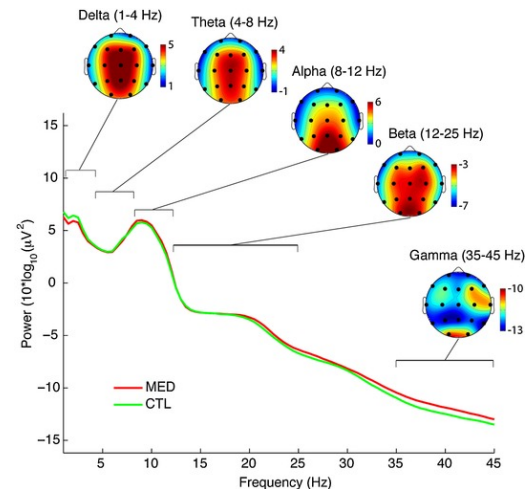 Delta (1-4 Hz)
5
1
Theta (4-8 Hz)
4
-1
Alpha (8-12 Hz)
6
0
Beta (12-25 Hz)
-3
-7
Gamma (35-45 Hz)
-10
-13
Power (10*log10(μV²)
10
5
0
−5
−10
−15
MED
CTL
5 10 15 20 25 30 35 40 45
Frequency (Hz)